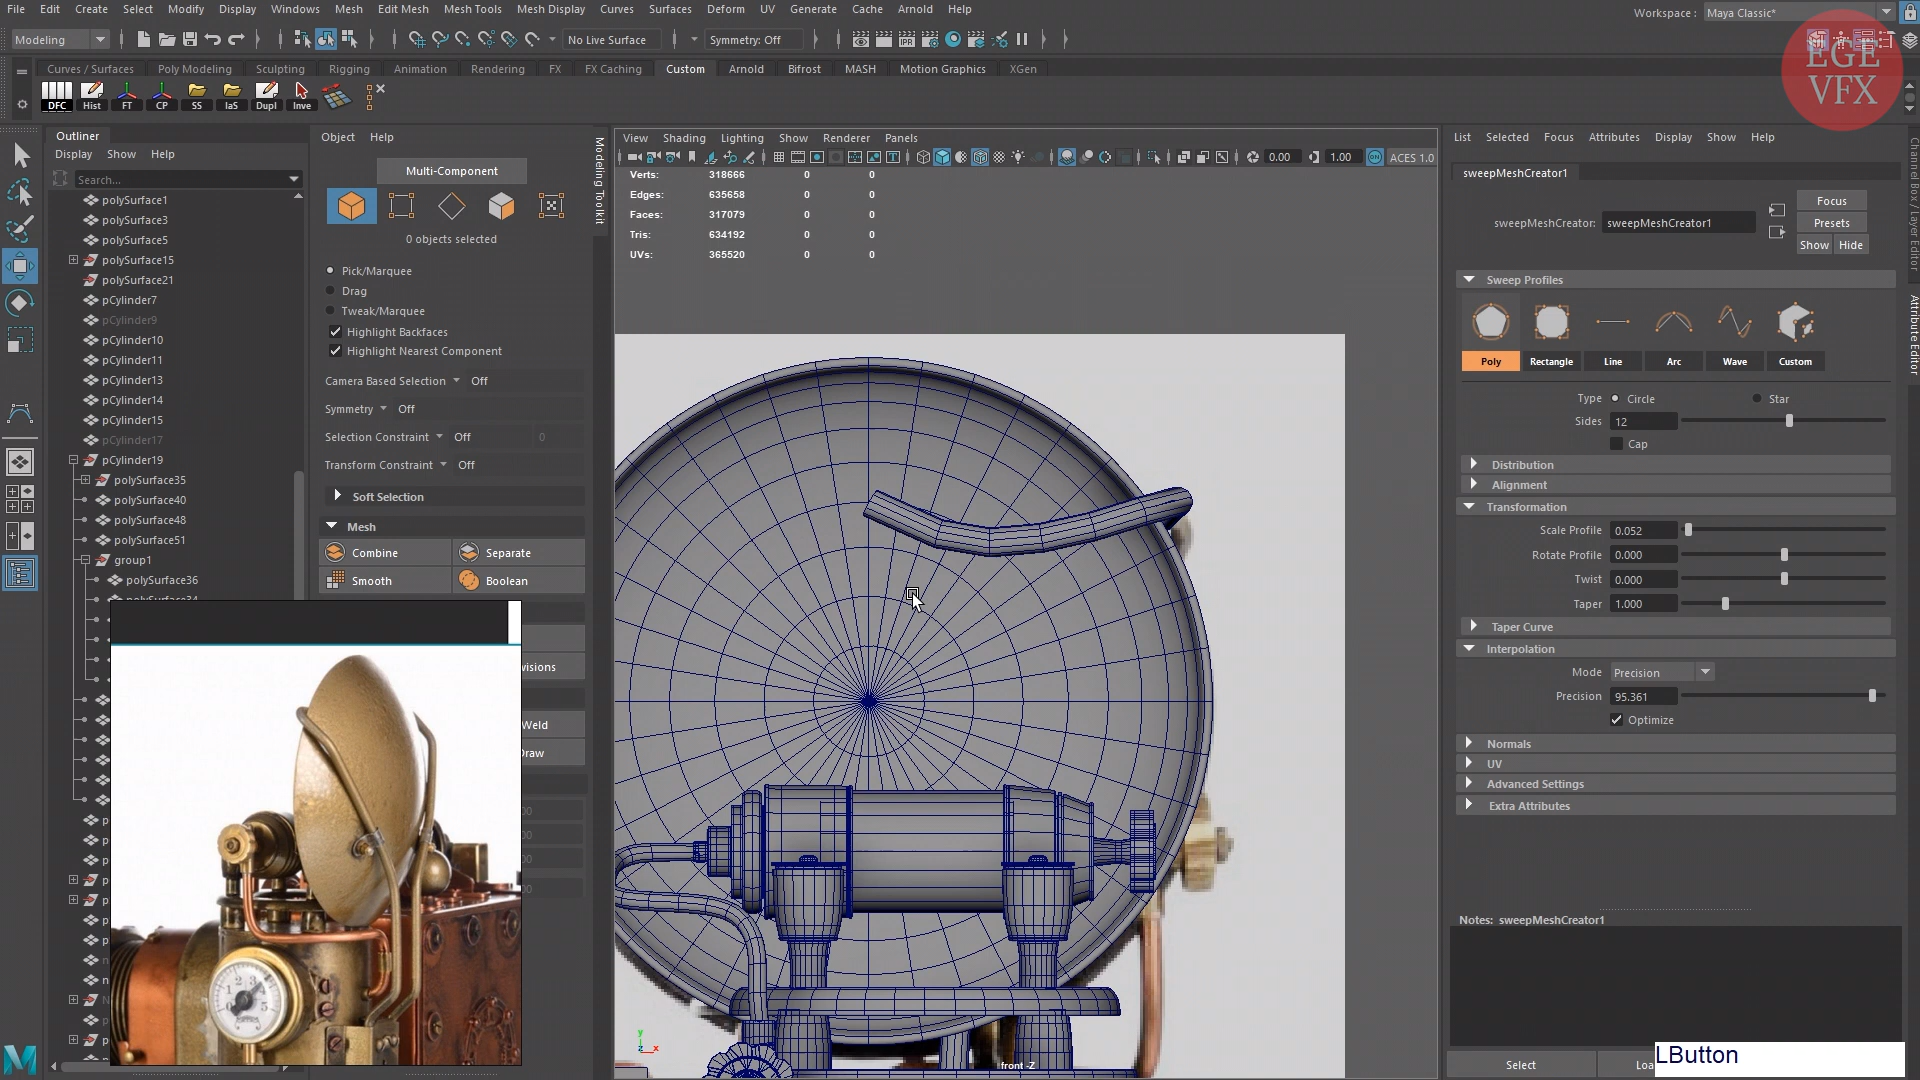 File Edit Create Select Modify Display Windows Mesh Edit Mesh Mesh Tools Mesh Display Curves Surfaces Deform UV Generate Cache Arnold Help
Workspace : Maya Classic*
Modeling No Live Surface Symmetry: Off
EGE
VFX
Curves / Surfaces Poly Modeling Sculpting Rigging Animation Rendering FX FX Caching Custom Arnold Bifrost MASH Motion Graphics XGen
DFC Hist FT CP SS IaS Dupl Inve
Outliner
Display Show Help
Search...
polySurface1
polySurface3
polySurface5
polySurface15
polySurface21
pCylinder7
pCylinder9
pCylinder10
pCylinder11
pCylinder13
pCylinder14
pCylinder15
pCylinder17
pCylinder19
polySurface35
polySurface40
polySurface48
polySurface51
group1
polySurface36
Object Help
Multi-Component
0 objects selected
Pick/Marquee
Drag
Tweak/Marquee
Highlight Backfaces
Highlight Nearest Component
Camera Based Selection Off
Symmetry Off
Selection Constraint Off 0
Transform Constraint Off
Soft Selection
Mesh
Combine Separate
Smooth Boolean
visions
Weld
Draw
Modeling Toolkit
View Shading Lighting Show Renderer Panels
0.00 1.00 ACES 1.0
Verts: 318666 0 0
Edges: 635658 0 0
Faces: 317079 0 0
Tris: 634192 0 0
UVs: 365520 0 0
front -Z
y
z x
List Selected Focus Attributes Display Show Help
sweepMeshCreator1
sweepMeshCreator: sweepMeshCreator1
Focus
Presets
Show Hide
Sweep Profiles
Poly Rectangle Line Arc Wave Custom
Type Circle Star
Sides 12
Cap
Distribution
Alignment
Transformation
Scale Profile 0.052
Rotate Profile 0.000
Twist 0.000
Taper 1.000
Taper Curve
Interpolation
Mode Precision
Precision 95.361
Optimize
Normals
UV
Advanced Settings
Extra Attributes
Notes: sweepMeshCreator1
Select Loa
LButton
Channel Box / Layer Editor
Attribute Editor